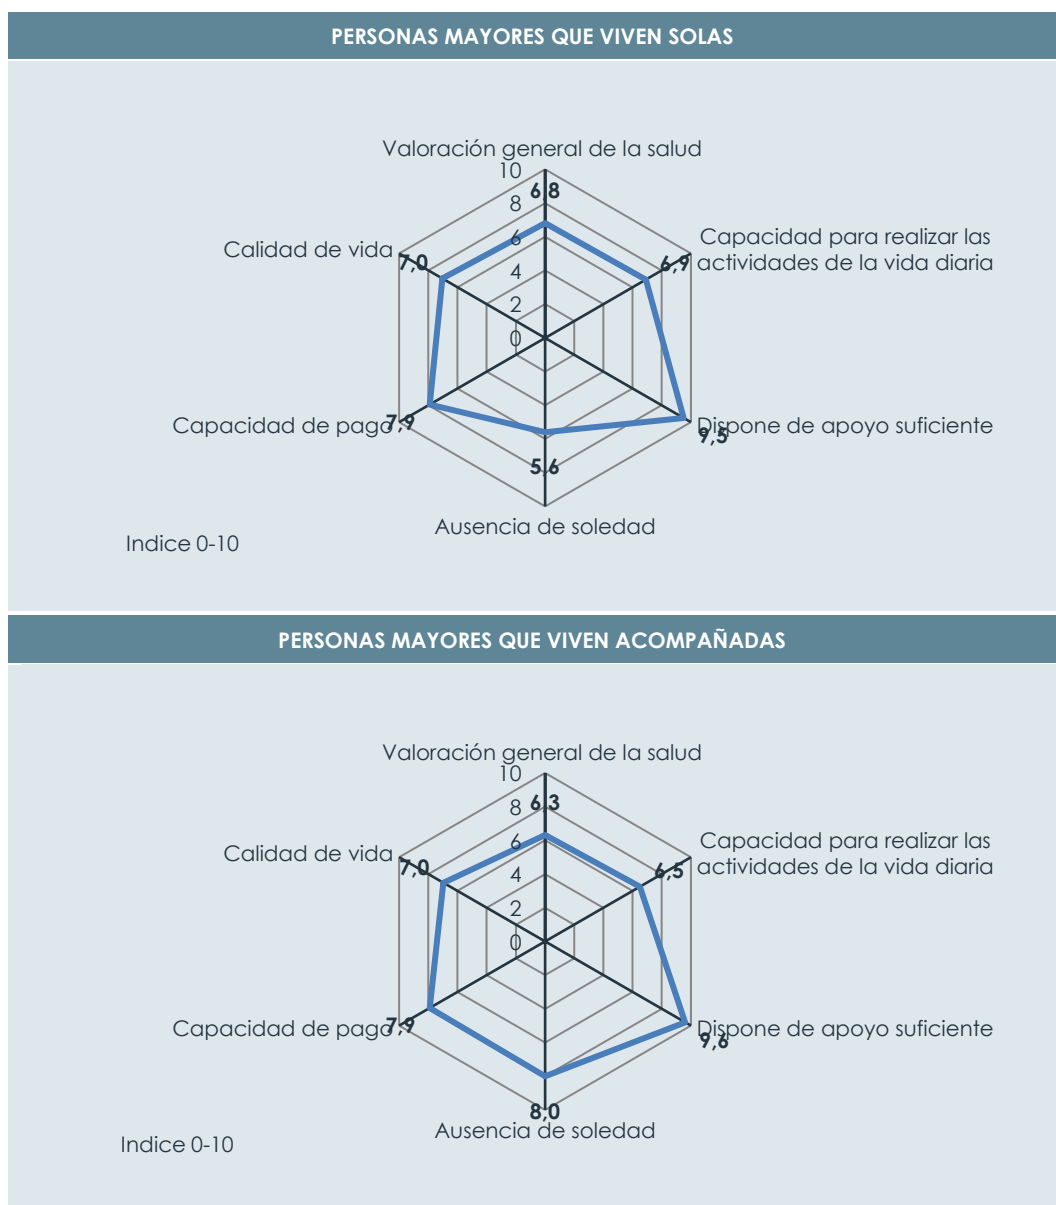 PERSONAS MAYORES QUE VIVEN SOLAS
Valoración general de la salud
10
6,8
8
Capacidad para realizar las
Calidad de vida
6
7,0
6,9
actividades de la vida diaria
4
2
0
Capacidad de pago
7,9
Dispone de apoyo suficiente
9,5
5,6
Ausencia de soledad
Indice 0-10
PERSONAS MAYORES QUE VIVEN ACOMPAÑADAS
Valoración general de la salud
10
8
6,3
Capacidad para realizar las
Calidad de vida
6
7,0
6,5
actividades de la vida diaria
4
2
0
Capacidad de pago
7,9
Dispone de apoyo suficiente
9,6
8,0
Ausencia de soledad
Indice 0-10